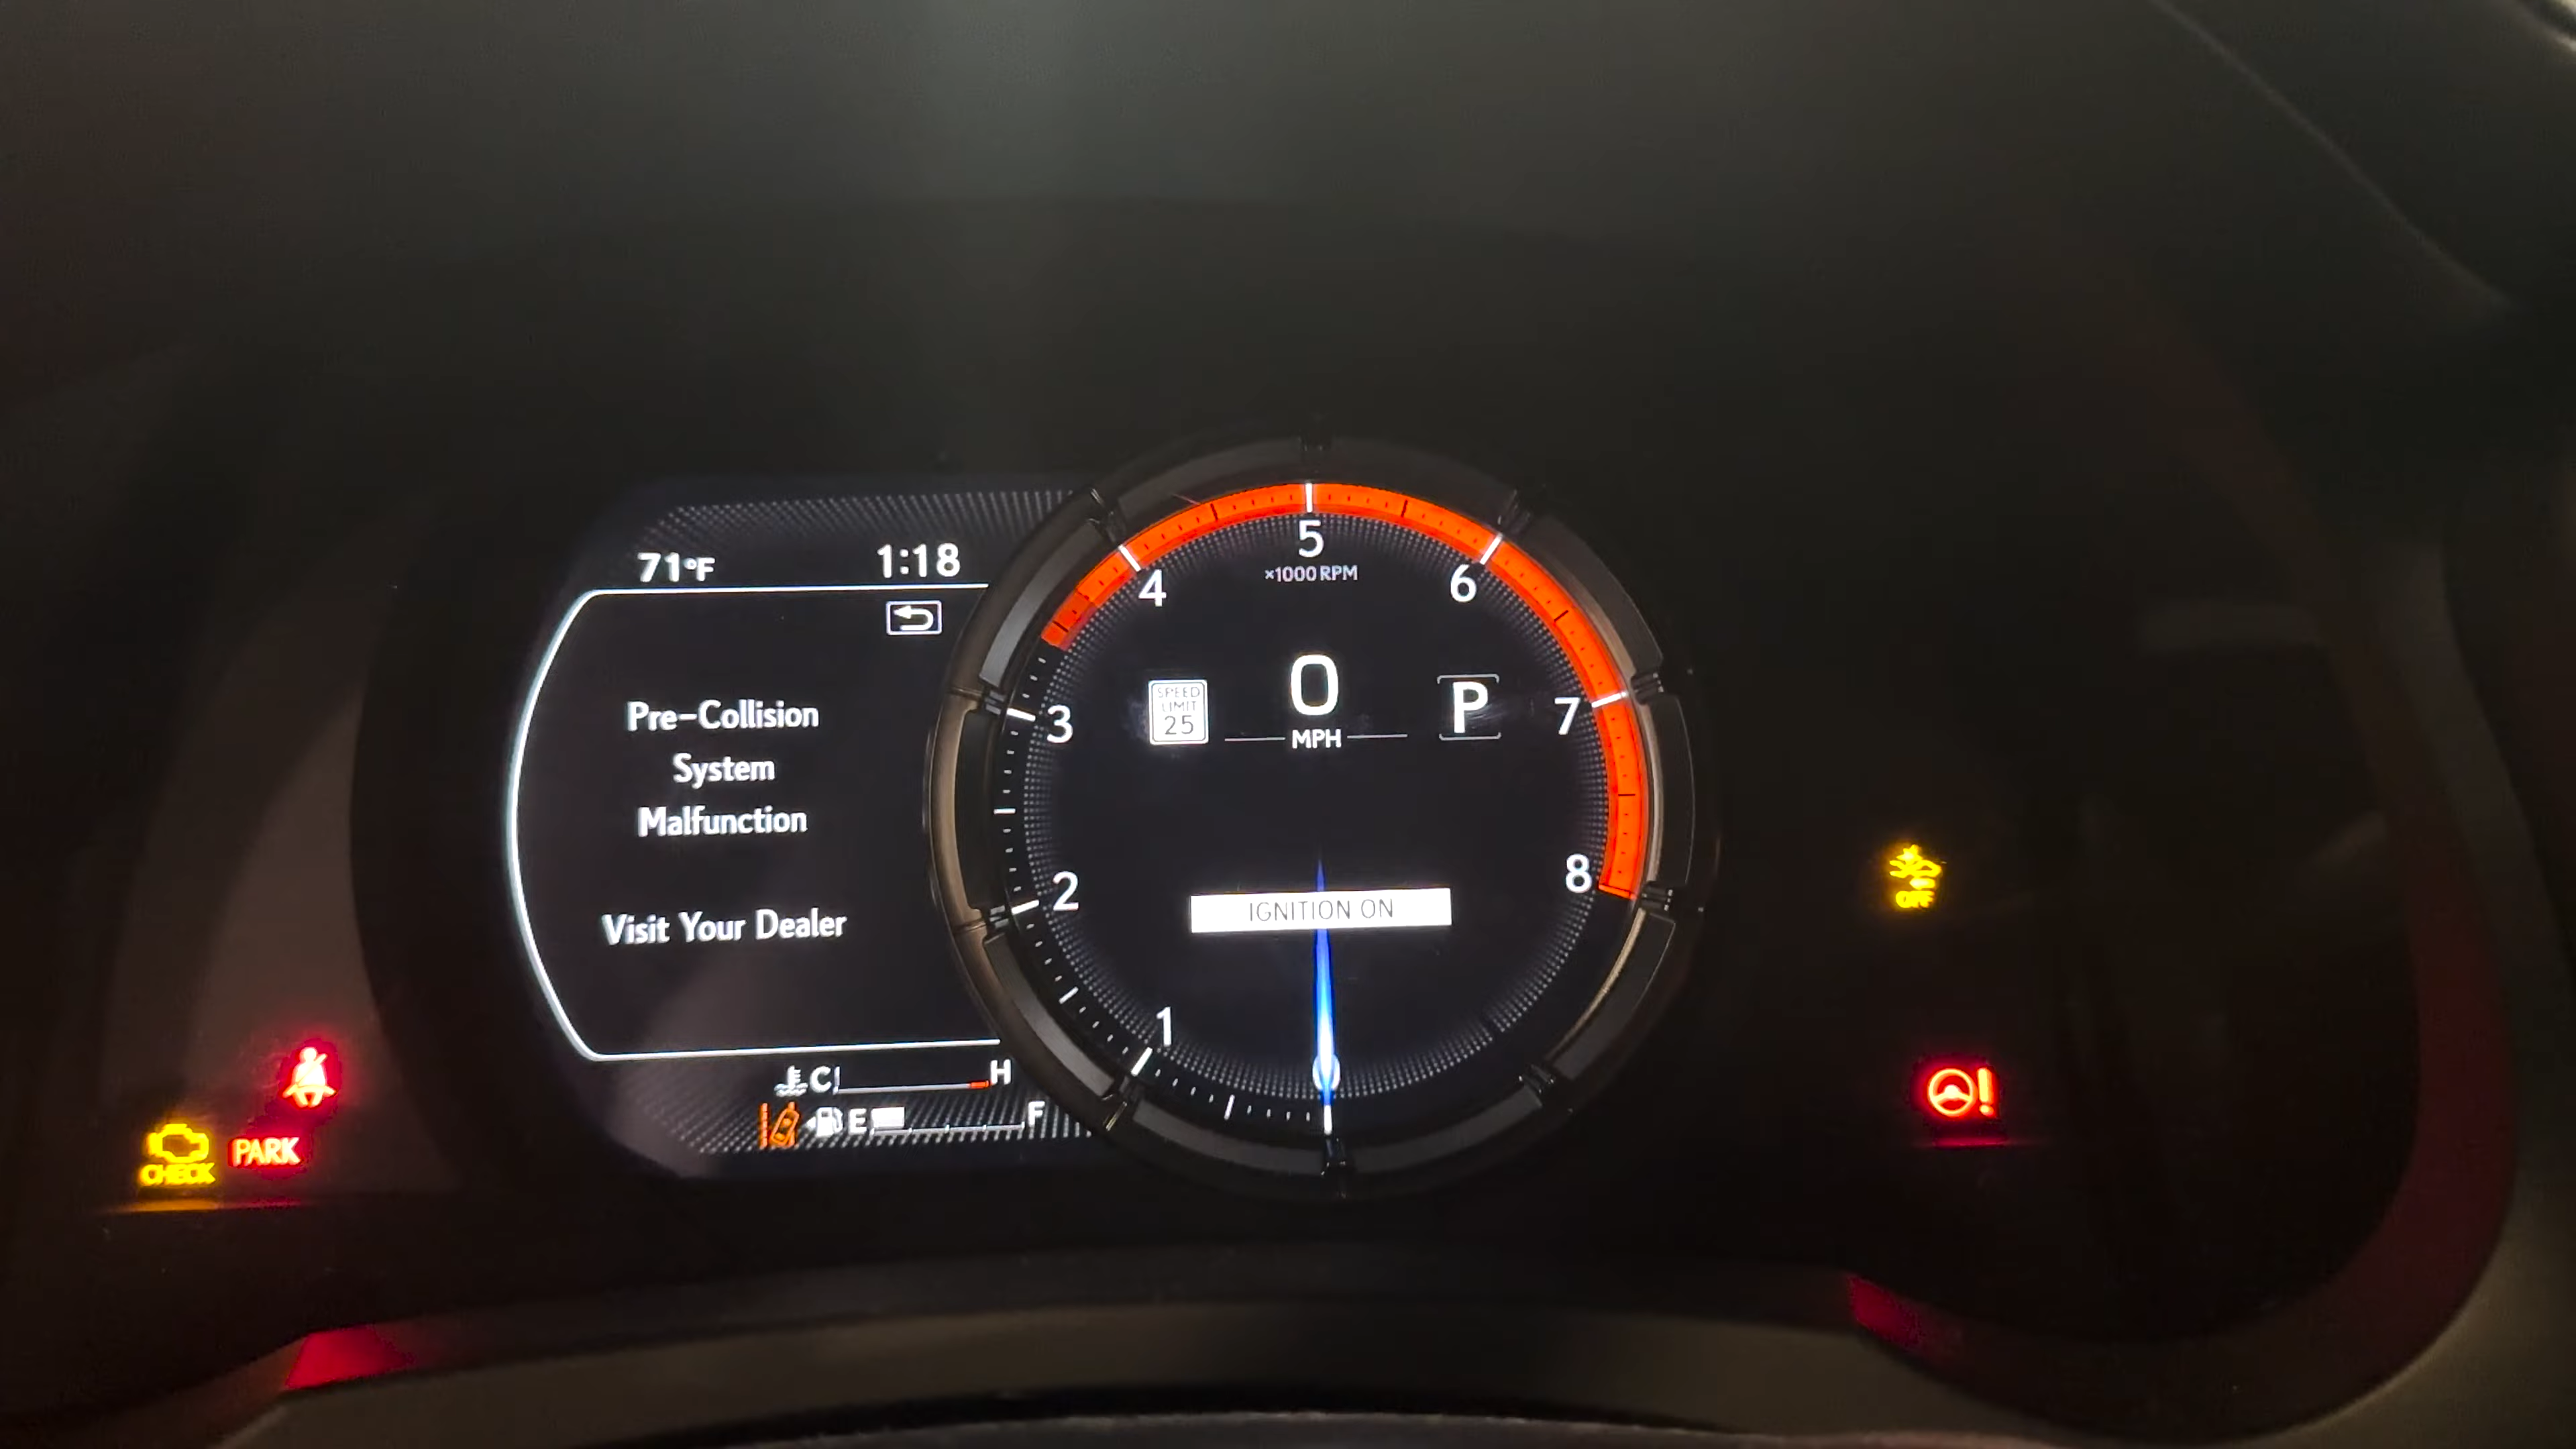 71°F 1:18
Pre-Collision
System
Malfunction
Visit Your Dealer
C H
E F
CHECK
PARK
5
×1000 RPM
4 6
SPEED
LIMIT
25
0
MPH
P
3 7
2 8
IGNITION ON
1
0
OFF